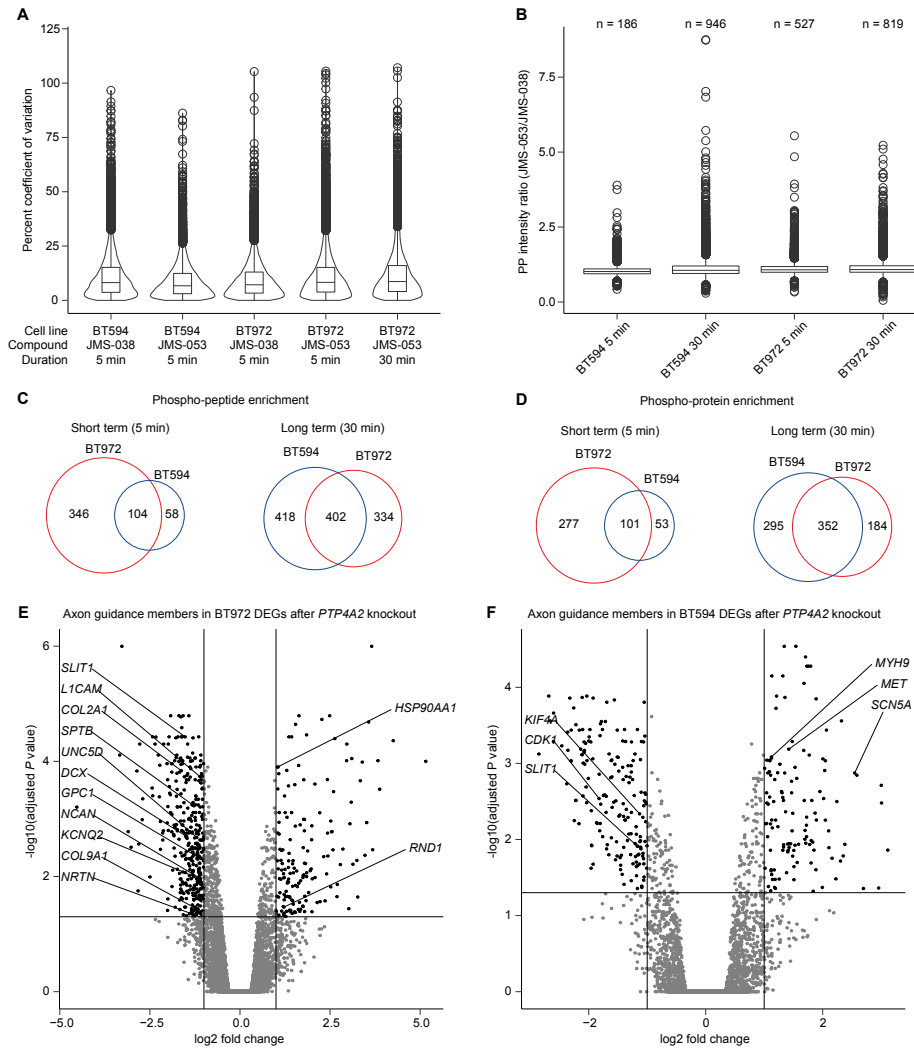 A
125
100
75
50
25
0
Percent coefficient of variation
Cell line BT594 BT594 BT972 BT972 BT972
Compound JMS-038 JMS-053 JMS-038 JMS-053 JMS-053
Duration 5 min 5 min 5 min 5 min 30 min
B
n = 186 n = 946 n = 527 n = 819
7.5
5.0
2.5
0.0
PP intensity ratio (JMS-053/JMS-038)
BT594 5 min BT594 30 min BT972 5 min BT972 30 min
C
Phospho-peptide enrichment
Short term (5 min) Long term (30 min)
BT972 BT594 BT594 BT972
346 104 58 418 402 334
D
Phospho-protein enrichment
Short term (5 min) Long term (30 min)
BT972 BT594 BT594 BT972
277 101 53 295 352 184
E Axon guidance members in BT972 DEGs after PTP4A2 knockout
6
4
2
0
-log10(adjusted P value)
SLIT1
L1CAM
COL2A1
SPTB
UNC5D
DCX
GPC1
NCAN
KCNQ2
COL9A1
NRTN
HSP90AA1
RND1
−5.0 −2.5 0.0 2.5 5.0
log2 fold change
F Axon guidance members in BT594 DEGs after PTP4A2 knockout
4
3
2
1
0
-log10(adjusted P value)
KIF4A
CDK1
SLIT1
MYH9
MET
SCN5A
−2 0 2
log2 fold change